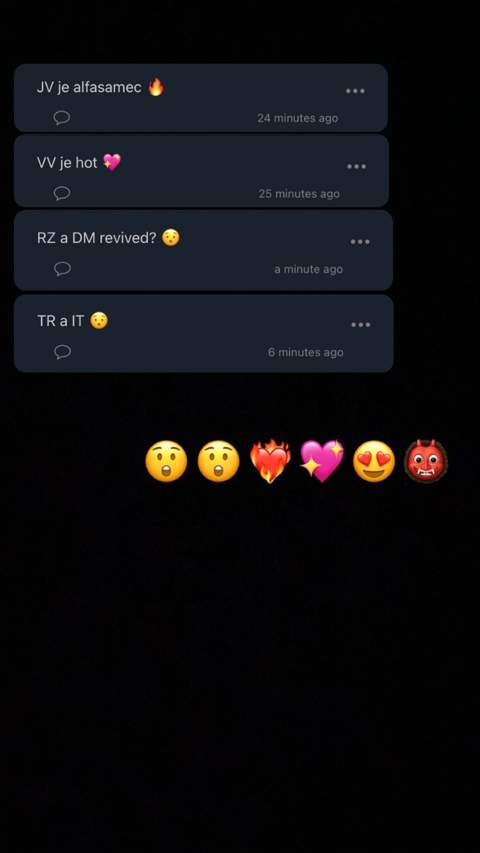 JV je alfasamec 🔥
24 minutes ago
VV je hot 💖
25 minutes ago
RZ a DM revived? 😯
a minute ago
TR a IT 😯
6 minutes ago
😲😲❤️‍🔥💖😍👹